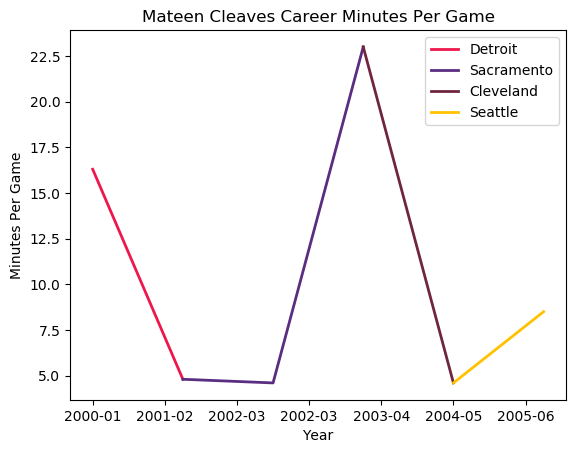 Mateen Cleaves Career Minutes Per Game
Detroit
Sacramento
Cleveland
Seattle
22.5
20.0
17.5
15.0
12.5
10.0
7.5
5.0
Minutes Per Game
2000-01 2001-02 2002-03 2002-03 2003-04 2004-05 2005-06
Year